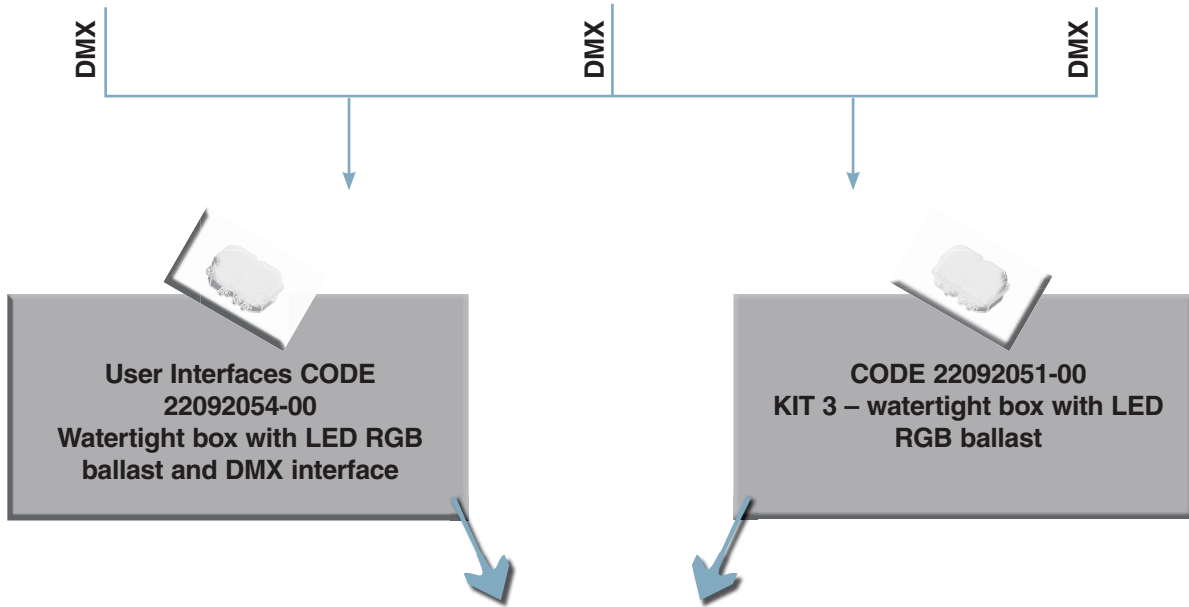 DMX
DMX
DMX
User Interfaces CODE
22092054-00
Watertight box with LED RGB
ballast and DMX interface
CODE 22092051-00
KIT 3 – watertight box with LED
RGB ballast